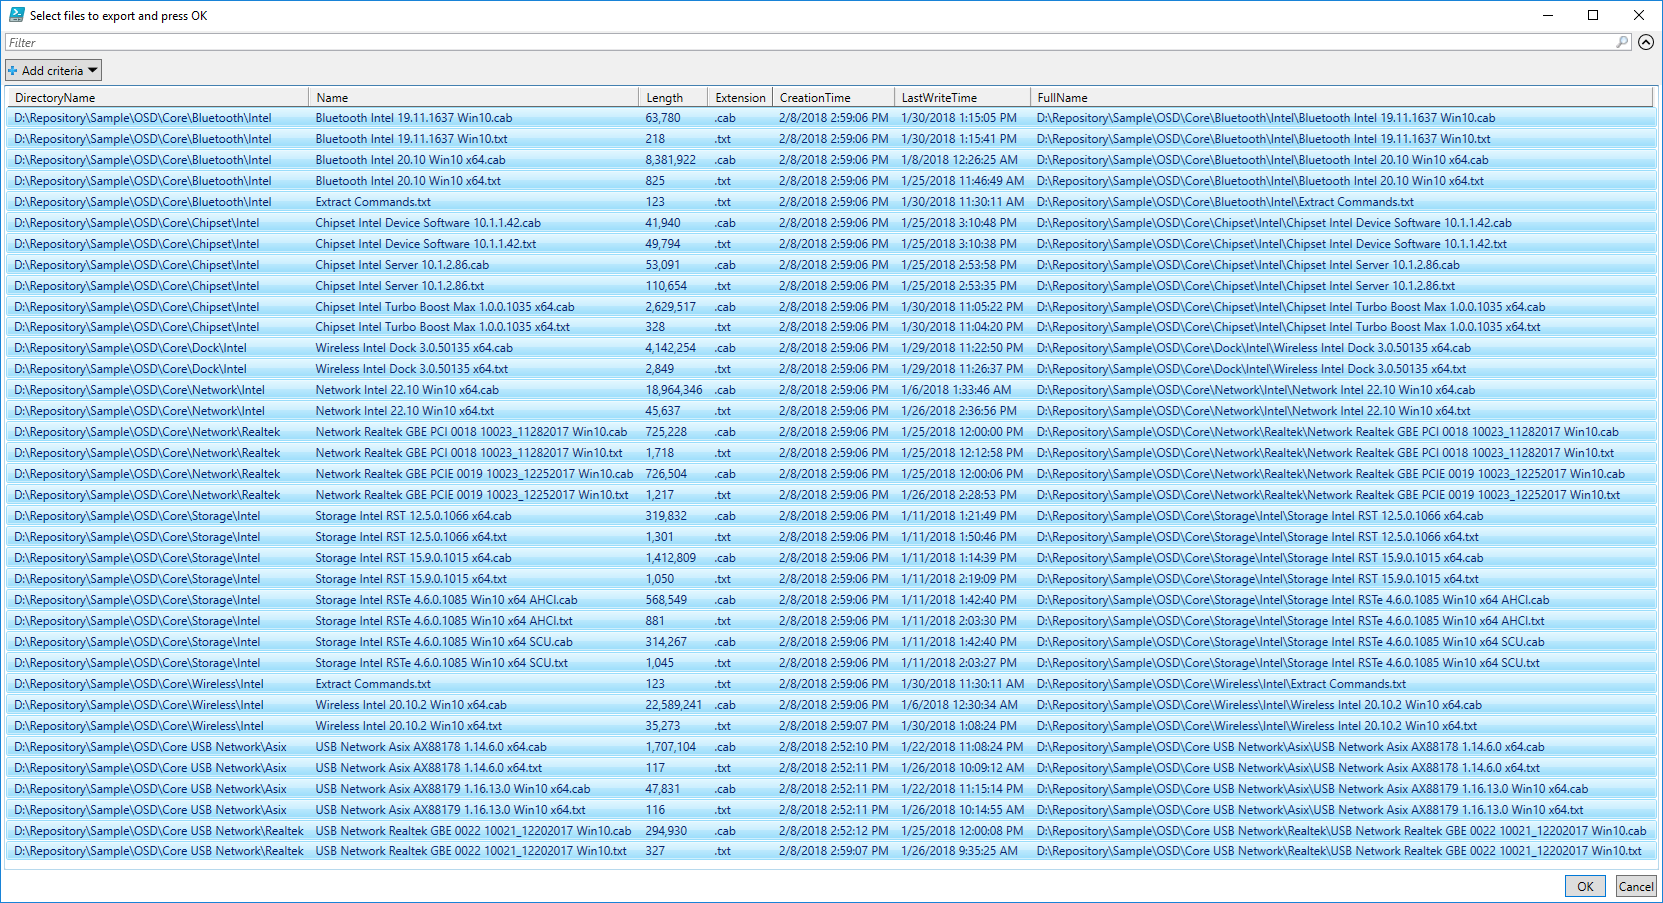 Select files to export and press OK
Filter
Add criteria
DirectoryName Name Length Extension CreationTime LastWriteTime FullName
D:\Repository\Sample\OSD\Core\Bluetooth\Intel Bluetooth Intel 19.11.1637 Win10.cab 63,780 .cab 2/8/2018 2:59:06 PM 1/30/2018 1:15:05 PM D:\Repository\Sample\OSD\Core\Bluetooth\Intel\Bluetooth Intel 19.11.1637 Win10.cab
D:\Repository\Sample\OSD\Core\Bluetooth\Intel Bluetooth Intel 19.11.1637 Win10.txt 218 .txt 2/8/2018 2:59:06 PM 1/30/2018 1:15:41 PM D:\Repository\Sample\OSD\Core\Bluetooth\Intel\Bluetooth Intel 19.11.1637 Win10.txt
D:\Repository\Sample\OSD\Core\Bluetooth\Intel Bluetooth Intel 20.10 Win10 x64.cab 8,381,922 .cab 2/8/2018 2:59:06 PM 1/8/2018 12:26:25 AM D:\Repository\Sample\OSD\Core\Bluetooth\Intel\Bluetooth Intel 20.10 Win10 x64.cab
D:\Repository\Sample\OSD\Core\Bluetooth\Intel Bluetooth Intel 20.10 Win10 x64.txt 825 .txt 2/8/2018 2:59:06 PM 1/25/2018 11:46:49 AM D:\Repository\Sample\OSD\Core\Bluetooth\Intel\Bluetooth Intel 20.10 Win10 x64.txt
D:\Repository\Sample\OSD\Core\Bluetooth\Intel Extract Commands.txt 123 .txt 2/8/2018 2:59:06 PM 1/30/2018 11:30:11 AM D:\Repository\Sample\OSD\Core\Bluetooth\Intel\Extract Commands.txt
D:\Repository\Sample\OSD\Core\Chipset\Intel Chipset Intel Device Software 10.1.1.42.cab 41,940 .cab 2/8/2018 2:59:06 PM 1/25/2018 3:10:48 PM D:\Repository\Sample\OSD\Core\Chipset\Intel\Chipset Intel Device Software 10.1.1.42.cab
D:\Repository\Sample\OSD\Core\Chipset\Intel Chipset Intel Device Software 10.1.1.42.txt 49,794 .txt 2/8/2018 2:59:06 PM 1/25/2018 3:10:38 PM D:\Repository\Sample\OSD\Core\Chipset\Intel\Chipset Intel Device Software 10.1.1.42.txt
D:\Repository\Sample\OSD\Core\Chipset\Intel Chipset Intel Server 10.1.2.86.cab 53,091 .cab 2/8/2018 2:59:06 PM 1/25/2018 2:53:58 PM D:\Repository\Sample\OSD\Core\Chipset\Intel\Chipset Intel Server 10.1.2.86.cab
D:\Repository\Sample\OSD\Core\Chipset\Intel Chipset Intel Server 10.1.2.86.txt 110,654 .txt 2/8/2018 2:59:06 PM 1/25/2018 2:53:35 PM D:\Repository\Sample\OSD\Core\Chipset\Intel\Chipset Intel Server 10.1.2.86.txt
D:\Repository\Sample\OSD\Core\Chipset\Intel Chipset Intel Turbo Boost Max 1.0.0.1035 x64.cab 2,629,517 .cab 2/8/2018 2:59:06 PM 1/30/2018 11:05:22 PM D:\Repository\Sample\OSD\Core\Chipset\Intel\Chipset Intel Turbo Boost Max 1.0.0.1035 x64.cab
D:\Repository\Sample\OSD\Core\Chipset\Intel Chipset Intel Turbo Boost Max 1.0.0.1035 x64.txt 328 .txt 2/8/2018 2:59:06 PM 1/30/2018 11:04:20 PM D:\Repository\Sample\OSD\Core\Chipset\Intel\Chipset Intel Turbo Boost Max 1.0.0.1035 x64.txt
D:\Repository\Sample\OSD\Core\Dock\Intel Wireless Intel Dock 3.0.50135 x64.cab 4,142,254 .cab 2/8/2018 2:59:06 PM 1/29/2018 11:22:50 PM D:\Repository\Sample\OSD\Core\Dock\Intel\Wireless Intel Dock 3.0.50135 x64.cab
D:\Repository\Sample\OSD\Core\Dock\Intel Wireless Intel Dock 3.0.50135 x64.txt 2,849 .txt 2/8/2018 2:59:06 PM 1/29/2018 11:26:37 PM D:\Repository\Sample\OSD\Core\Dock\Intel\Wireless Intel Dock 3.0.50135 x64.txt
D:\Repository\Sample\OSD\Core\Network\Intel Network Intel 22.10 Win10 x64.cab 18,964,346 .cab 2/8/2018 2:59:06 PM 1/6/2018 1:33:46 AM D:\Repository\Sample\OSD\Core\Network\Intel\Network Intel 22.10 Win10 x64.cab
D:\Repository\Sample\OSD\Core\Network\Intel Network Intel 22.10 Win10 x64.txt 45,637 .txt 2/8/2018 2:59:06 PM 1/26/2018 2:36:56 PM D:\Repository\Sample\OSD\Core\Network\Intel\Network Intel 22.10 Win10 x64.txt
D:\Repository\Sample\OSD\Core\Network\Realtek Network Realtek GBE PCI 0018 10023_11282017 Win10.cab 725,228 .cab 2/8/2018 2:59:06 PM 1/25/2018 12:00:00 PM D:\Repository\Sample\OSD\Core\Network\Realtek\Network Realtek GBE PCI 0018 10023_11282017 Win10.cab
D:\Repository\Sample\OSD\Core\Network\Realtek Network Realtek GBE PCI 0018 10023_11282017 Win10.txt 1,718 .txt 2/8/2018 2:59:06 PM 1/25/2018 12:12:58 PM D:\Repository\Sample\OSD\Core\Network\Realtek\Network Realtek GBE PCI 0018 10023_11282017 Win10.txt
D:\Repository\Sample\OSD\Core\Network\Realtek Network Realtek GBE PCIE 0019 10023_12252017 Win10.cab 726,504 .cab 2/8/2018 2:59:06 PM 1/25/2018 12:00:06 PM D:\Repository\Sample\OSD\Core\Network\Realtek\Network Realtek GBE PCIE 0019 10023_12252017 Win10.cab
D:\Repository\Sample\OSD\Core\Network\Realtek Network Realtek GBE PCIE 0019 10023_12252017 Win10.txt 1,217 .txt 2/8/2018 2:59:06 PM 1/26/2018 2:28:53 PM D:\Repository\Sample\OSD\Core\Network\Realtek\Network Realtek GBE PCIE 0019 10023_12252017 Win10.txt
D:\Repository\Sample\OSD\Core\Storage\Intel Storage Intel RST 12.5.0.1066 x64.cab 319,832 .cab 2/8/2018 2:59:06 PM 1/11/2018 1:21:49 PM D:\Repository\Sample\OSD\Core\Storage\Intel\Storage Intel RST 12.5.0.1066 x64.cab
D:\Repository\Sample\OSD\Core\Storage\Intel Storage Intel RST 12.5.0.1066 x64.txt 1,301 .txt 2/8/2018 2:59:06 PM 1/11/2018 1:50:46 PM D:\Repository\Sample\OSD\Core\Storage\Intel\Storage Intel RST 12.5.0.1066 x64.txt
D:\Repository\Sample\OSD\Core\Storage\Intel Storage Intel RST 15.9.0.1015 x64.cab 1,412,809 .cab 2/8/2018 2:59:06 PM 1/11/2018 1:14:39 PM D:\Repository\Sample\OSD\Core\Storage\Intel\Storage Intel RST 15.9.0.1015 x64.cab
D:\Repository\Sample\OSD\Core\Storage\Intel Storage Intel RST 15.9.0.1015 x64.txt 1,050 .txt 2/8/2018 2:59:06 PM 1/11/2018 2:19:09 PM D:\Repository\Sample\OSD\Core\Storage\Intel\Storage Intel RST 15.9.0.1015 x64.txt
D:\Repository\Sample\OSD\Core\Storage\Intel Storage Intel RSTe 4.6.0.1085 Win10 x64 AHCI.cab 568,549 .cab 2/8/2018 2:59:06 PM 1/11/2018 1:42:40 PM D:\Repository\Sample\OSD\Core\Storage\Intel\Storage Intel RSTe 4.6.0.1085 Win10 x64 AHCI.cab
D:\Repository\Sample\OSD\Core\Storage\Intel Storage Intel RSTe 4.6.0.1085 Win10 x64 AHCI.txt 881 .txt 2/8/2018 2:59:06 PM 1/11/2018 2:03:30 PM D:\Repository\Sample\OSD\Core\Storage\Intel\Storage Intel RSTe 4.6.0.1085 Win10 x64 AHCI.txt
D:\Repository\Sample\OSD\Core\Storage\Intel Storage Intel RSTe 4.6.0.1085 Win10 x64 SCU.cab 314,267 .cab 2/8/2018 2:59:06 PM 1/11/2018 1:42:40 PM D:\Repository\Sample\OSD\Core\Storage\Intel\Storage Intel RSTe 4.6.0.1085 Win10 x64 SCU.cab
D:\Repository\Sample\OSD\Core\Storage\Intel Storage Intel RSTe 4.6.0.1085 Win10 x64 SCU.txt 1,045 .txt 2/8/2018 2:59:06 PM 1/11/2018 2:03:27 PM D:\Repository\Sample\OSD\Core\Storage\Intel\Storage Intel RSTe 4.6.0.1085 Win10 x64 SCU.txt
D:\Repository\Sample\OSD\Core\Wireless\Intel Extract Commands.txt 123 .txt 2/8/2018 2:59:06 PM 1/30/2018 11:30:11 AM D:\Repository\Sample\OSD\Core\Wireless\Intel\Extract Commands.txt
D:\Repository\Sample\OSD\Core\Wireless\Intel Wireless Intel 20.10.2 Win10 x64.cab 22,589,241 .cab 2/8/2018 2:59:06 PM 1/6/2018 12:30:34 AM D:\Repository\Sample\OSD\Core\Wireless\Intel\Wireless Intel 20.10.2 Win10 x64.cab
D:\Repository\Sample\OSD\Core\Wireless\Intel Wireless Intel 20.10.2 Win10 x64.txt 35,273 .txt 2/8/2018 2:59:07 PM 1/30/2018 1:08:24 PM D:\Repository\Sample\OSD\Core\Wireless\Intel\Wireless Intel 20.10.2 Win10 x64.txt
D:\Repository\Sample\OSD\Core USB Network\Asix USB Network Asix AX88178 1.14.6.0 x64.cab 1,707,104 .cab 2/8/2018 2:52:10 PM 1/22/2018 11:08:24 PM D:\Repository\Sample\OSD\Core USB Network\Asix\USB Network Asix AX88178 1.14.6.0 x64.cab
D:\Repository\Sample\OSD\Core USB Network\Asix USB Network Asix AX88178 1.14.6.0 x64.txt 117 .txt 2/8/2018 2:52:11 PM 1/26/2018 10:09:12 AM D:\Repository\Sample\OSD\Core USB Network\Asix\USB Network Asix AX88178 1.14.6.0 x64.txt
D:\Repository\Sample\OSD\Core USB Network\Asix USB Network Asix AX88179 1.16.13.0 Win10 x64.cab 47,831 .cab 2/8/2018 2:52:11 PM 1/22/2018 11:15:14 PM D:\Repository\Sample\OSD\Core USB Network\Asix\USB Network Asix AX88179 1.16.13.0 Win10 x64.cab
D:\Repository\Sample\OSD\Core USB Network\Asix USB Network Asix AX88179 1.16.13.0 Win10 x64.txt 116 .txt 2/8/2018 2:52:11 PM 1/26/2018 10:14:55 AM D:\Repository\Sample\OSD\Core USB Network\Asix\USB Network Asix AX88179 1.16.13.0 Win10 x64.txt
D:\Repository\Sample\OSD\Core USB Network\Realtek USB Network Realtek GBE 0022 10021_12202017 Win10.cab 294,930 .cab 2/8/2018 2:52:12 PM 1/25/2018 12:00:08 PM D:\Repository\Sample\OSD\Core USB Network\Realtek\USB Network Realtek GBE 0022 10021_12202017 Win10.cab
D:\Repository\Sample\OSD\Core USB Network\Realtek USB Network Realtek GBE 0022 10021_12202017 Win10.txt 327 .txt 2/8/2018 2:59:07 PM 1/26/2018 9:35:25 AM D:\Repository\Sample\OSD\Core USB Network\Realtek\USB Network Realtek GBE 0022 10021_12202017 Win10.txt
OK Cancel